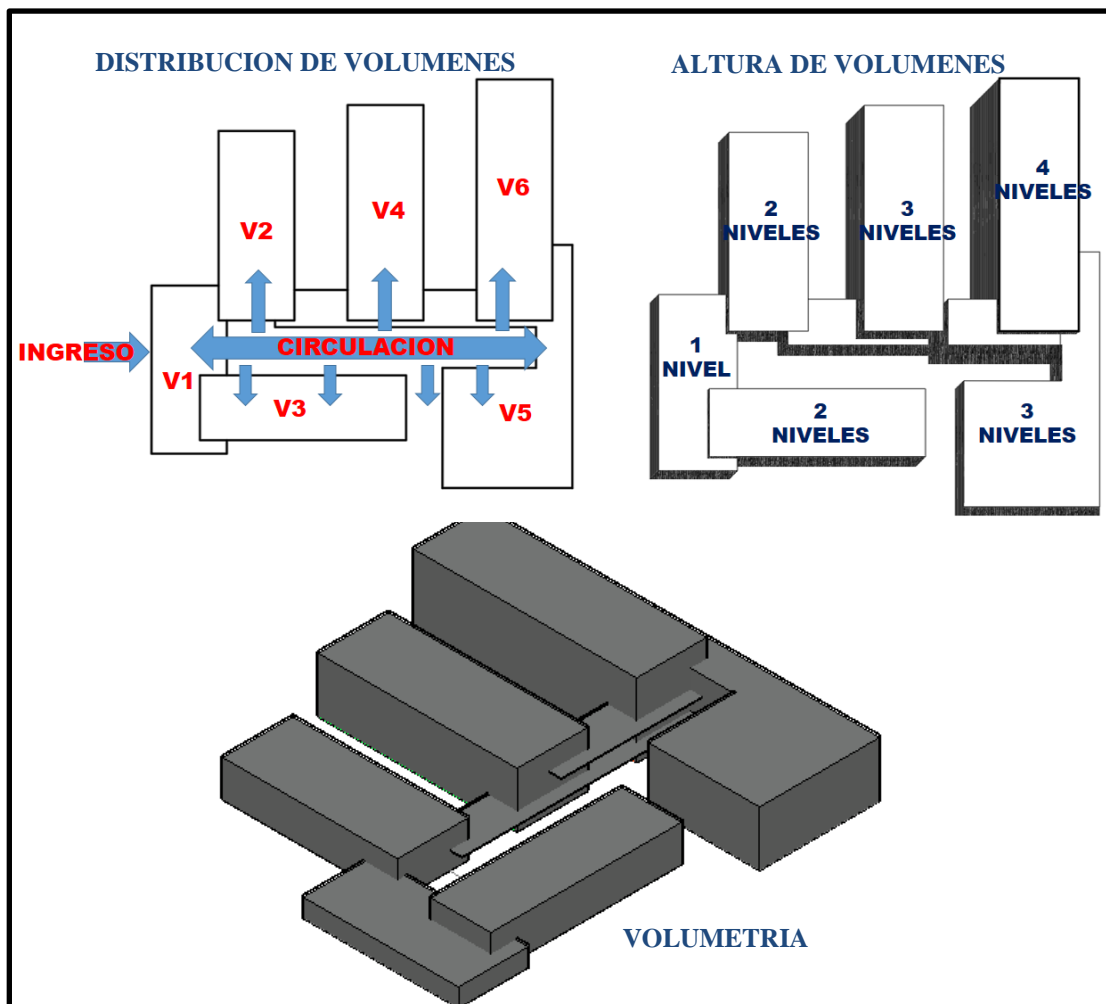 DISTRIBUCION DE VOLUMENES
V2
V4
V6
INGRESO
CIRCULACION
V1
V3
V5
ALTURA DE VOLUMENES
2
NIVELES
3
NIVELES
4
NIVELES
1
NIVEL
2
NIVELES
3
NIVELES
VOLUMETRIA